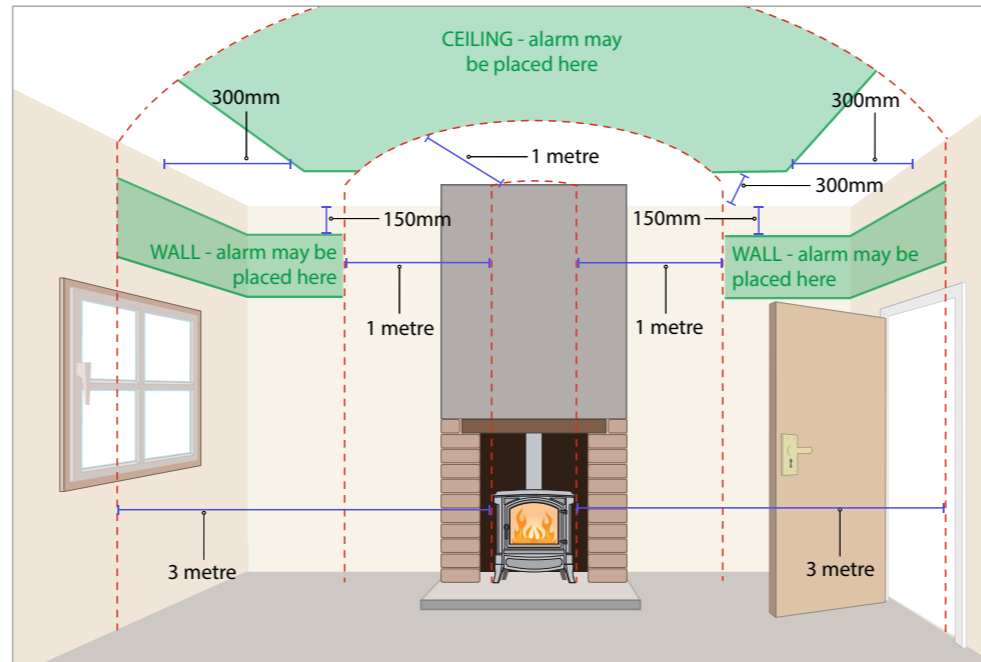 CEILING - alarm may
be placed here
300mm
300mm
1 metre
300mm
150mm
150mm
WALL - alarm may be
placed here
WALL - alarm may be
placed here
1 metre
1 metre
3 metre
3 metre